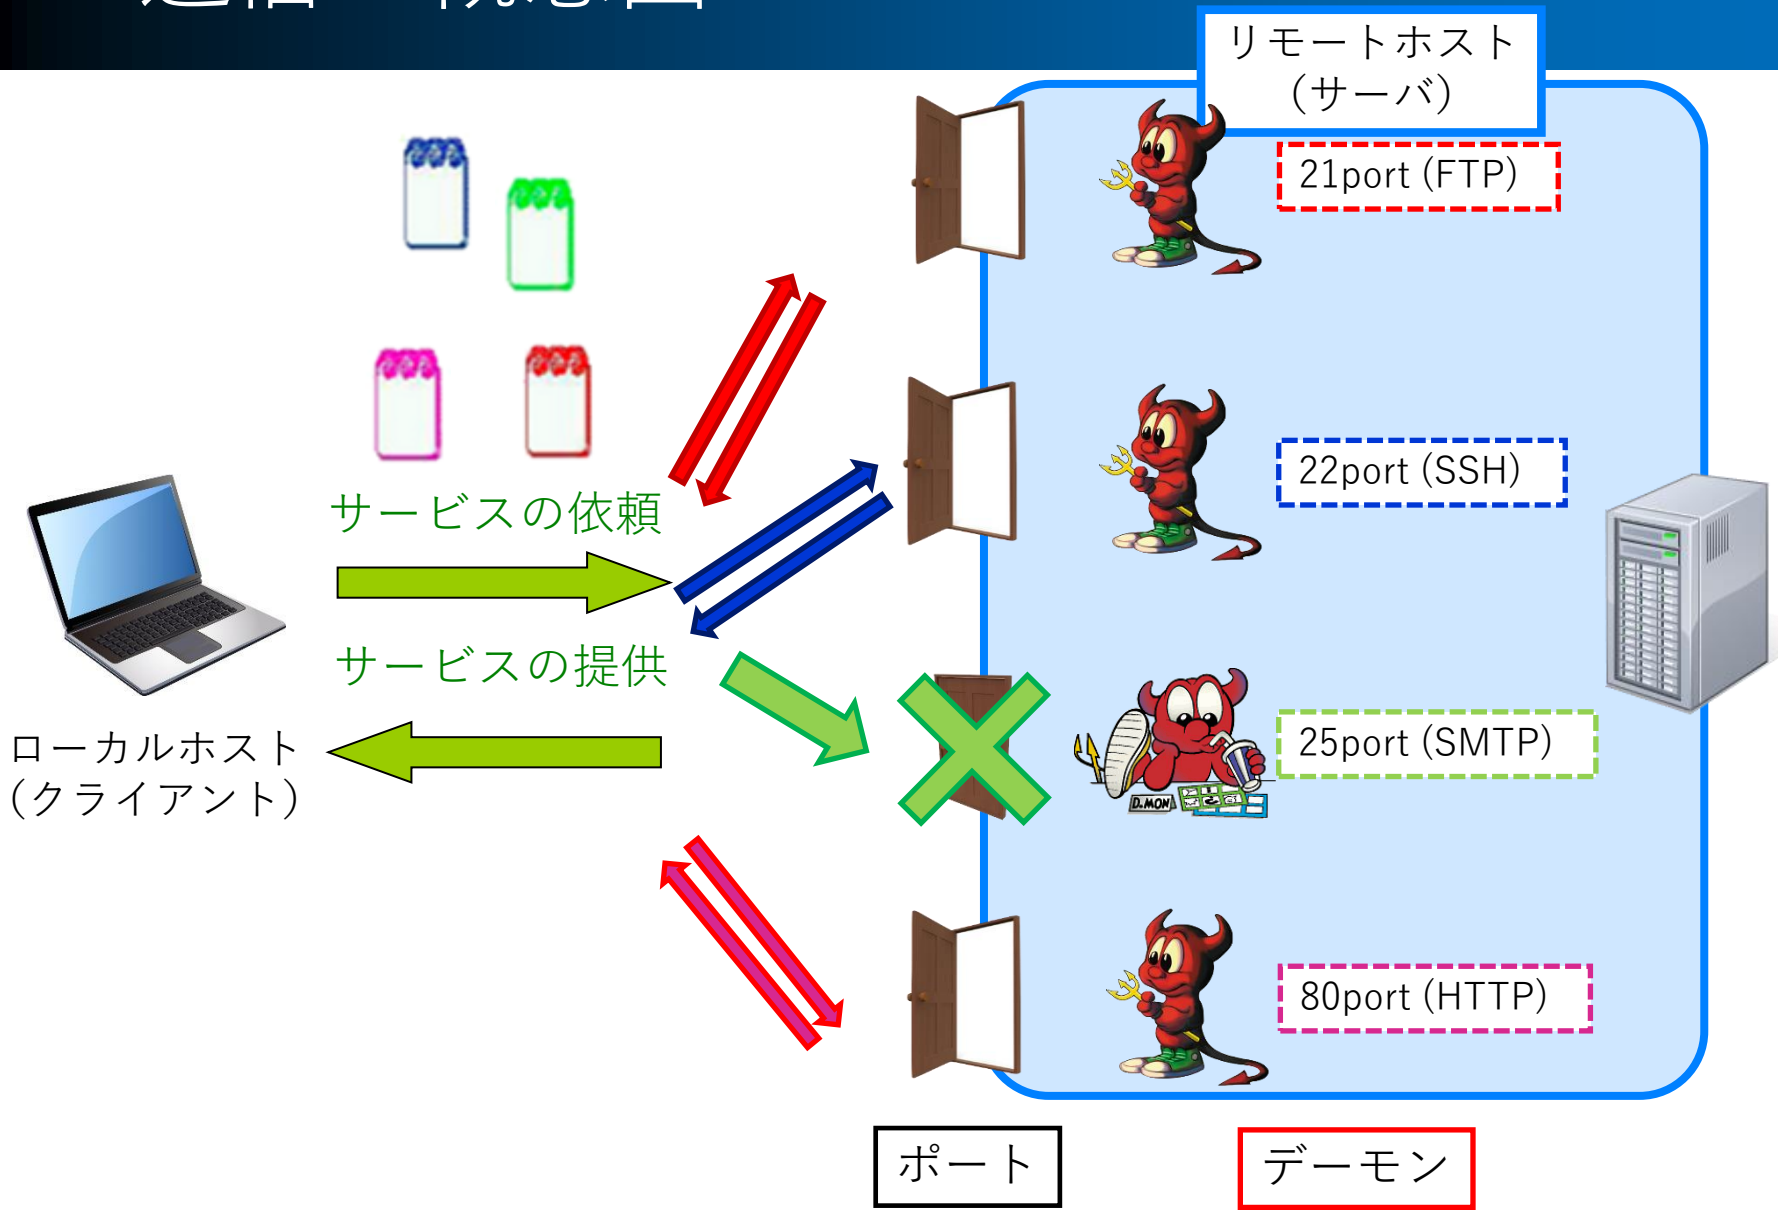 リモートホスト
(サーバ)
21port (FTP)
22port (SSH)
サービスの依頼
サービスの提供
25port (SMTP)
D.MON
ローカルホスト
(クライアント)
80port (HTTP)
ポート
デーモン